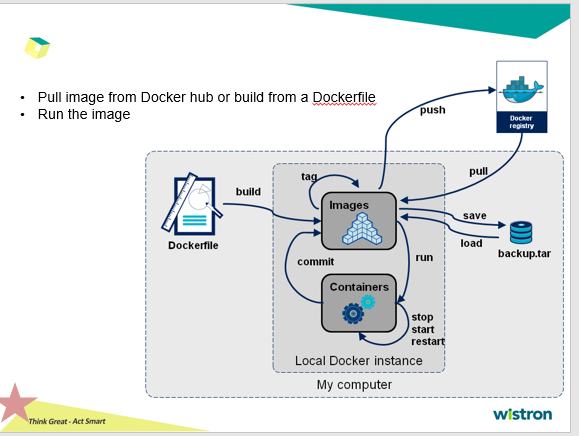 • Pull image from Docker hub or build from a Dockerfile
• Run the image
push
Docker
registry
pull
tag
build
Images
save
load
Dockerfile
backup.tar
commit
run
Containers
stop
start
restart
Local Docker instance
My computer
Think Great - Act Smart
wistron